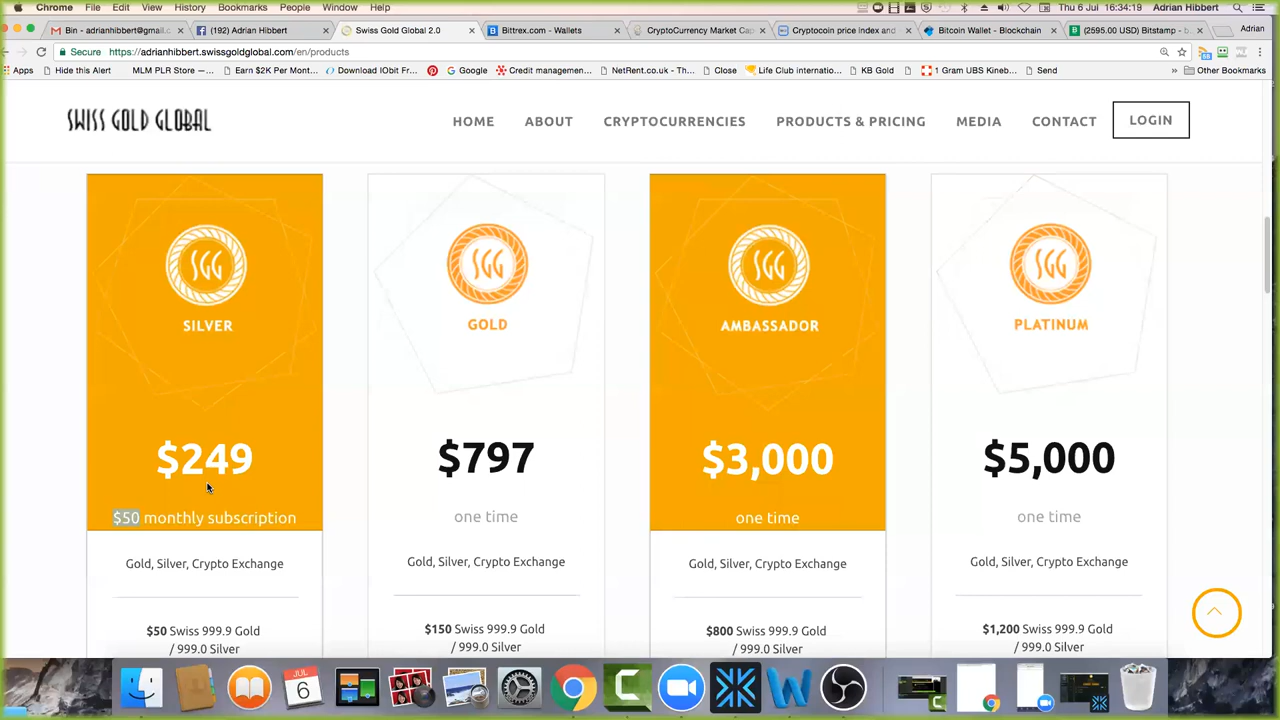 Chrome File Edit View History Bookmarks People Window Help
Thu 6 Jul 16:34:19 Adrian Hibbert
Bin - adrianhibbert@gmail.c
(192) Adrian Hibbert
Swiss Gold Global 2.0
Bittrex.com - Wallets
CryptoCurrency Market Cap
Cryptocoin price Index and
Bitcoin Wallet - Blockchain
(2595.00 USD) Bitstamp - b
Adrian
Secure https://adrianhibbert.swissgoldglobal.com/en/products
Apps Hide this Alert MLM PLR Store —... Earn $2K Per Mont... Download IObit Fr... Google Credit managemen... NetRent.co.uk - Th... Close Life Club internatio... KB Gold 1 Gram UBS Kineb... Send » Other Bookmarks
SWISS GOLD GLOBAL
HOME ABOUT CRYPTOCURRENCIES PRODUCTS & PRICING MEDIA CONTACT LOGIN
SGG SGG SGG SGG
SILVER GOLD AMBASSADOR PLATINUM
$249 $797 $3,000 $5,000
$50 monthly subscription one time one time one time
Gold, Silver, Crypto Exchange Gold, Silver, Crypto Exchange Gold, Silver, Crypto Exchange Gold, Silver, Crypto Exchange
$50 Swiss 999.9 Gold $150 Swiss 999.9 Gold $800 Swiss 999.9 Gold $1,200 Swiss 999.9 Gold
/ 999.0 Silver / 999.0 Silver / 999.0 Silver / 999.0 Silver
JUL
6